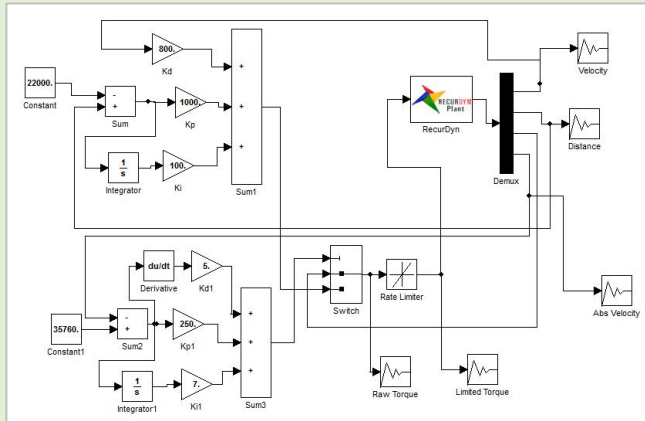 800.
Kd
Velocity
22000.
Constant
-
+
Sum
1000.
Kp
+
+
+
Sum1
RECURDYN
Plant
RecurDyn
Demux
Distance
1
s
Integrator
100.
Ki
du/dt
Derivative
5.
Kd1
Switch
Rate Limiter
Abs Velocity
35760.
Constant1
-
+
Sum2
250.
Kp1
+
+
+
Sum3
1
s
Integrator1
7.
Ki1
Raw Torque
Limited Torque